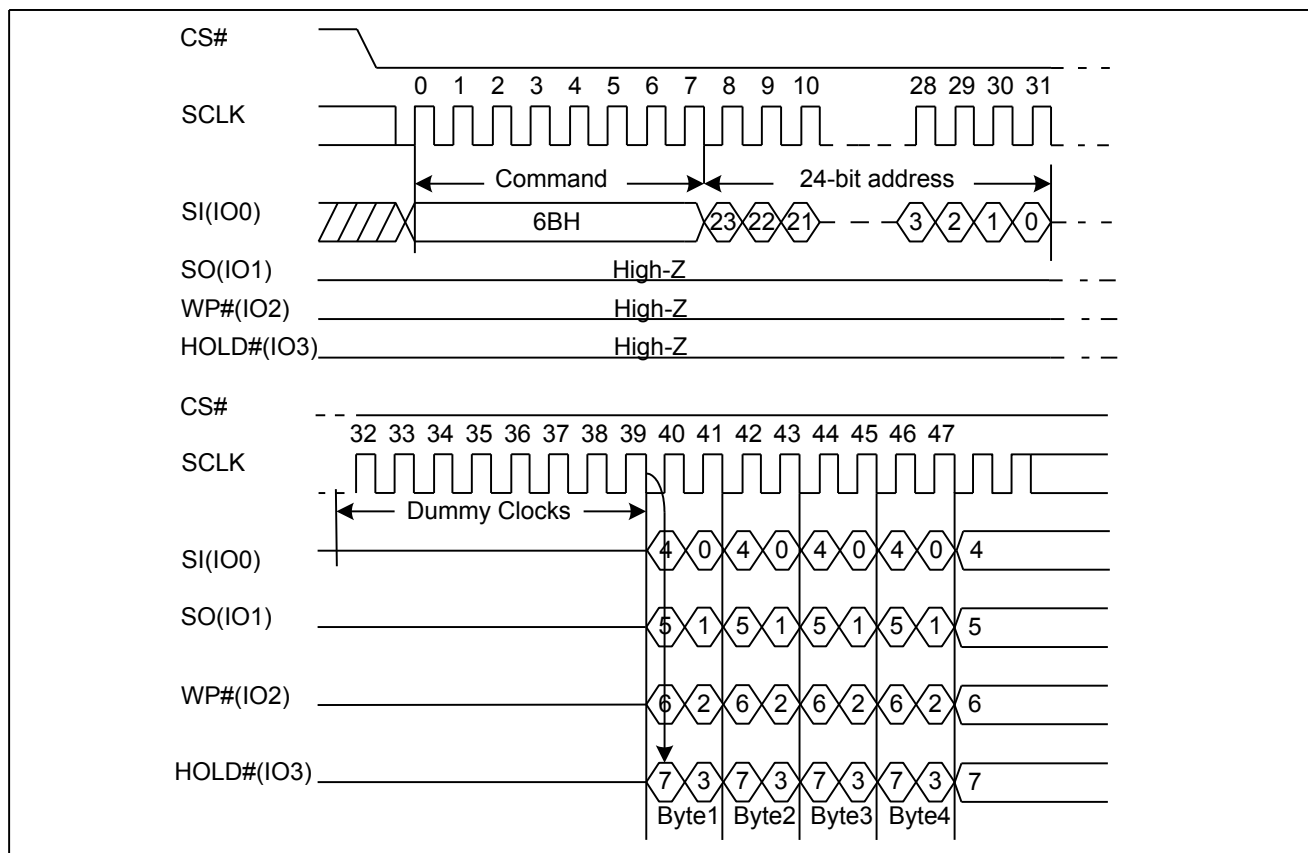 CS#
0 1 2 3 4 5 6 7 8 9 10 28 29 30 31
SCLK
Command 24-bit address
SI(IO0) 6BH 23 22 21 3 2 1 0
SO(IO1) High-Z
WP#(IO2) High-Z
HOLD#(IO3) High-Z
CS#
32 33 34 35 36 37 38 39 40 41 42 43 44 45 46 47
SCLK
Dummy Clocks
SI(IO0) 4 0 4 0 4 0 4 0 4
SO(IO1) 5 1 5 1 5 1 5 1 5
WP#(IO2) 6 2 6 2 6 2 6 2 6
HOLD#(IO3) 7 3 7 3 7 3 7 3 7
Byte1 Byte2 Byte3 Byte4